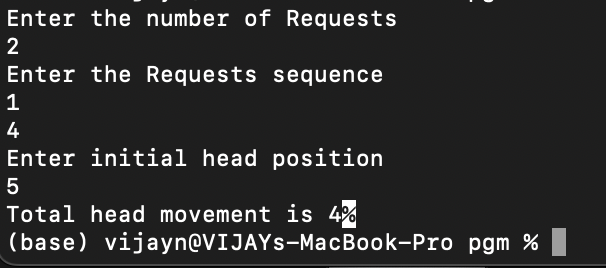 Enter the number of Requests
2
Enter the Requests sequence
1
4
Enter initial head position
5
Total head movement is 4%
(base) vijayn@VIJAYs-MacBook-Pro pgm %